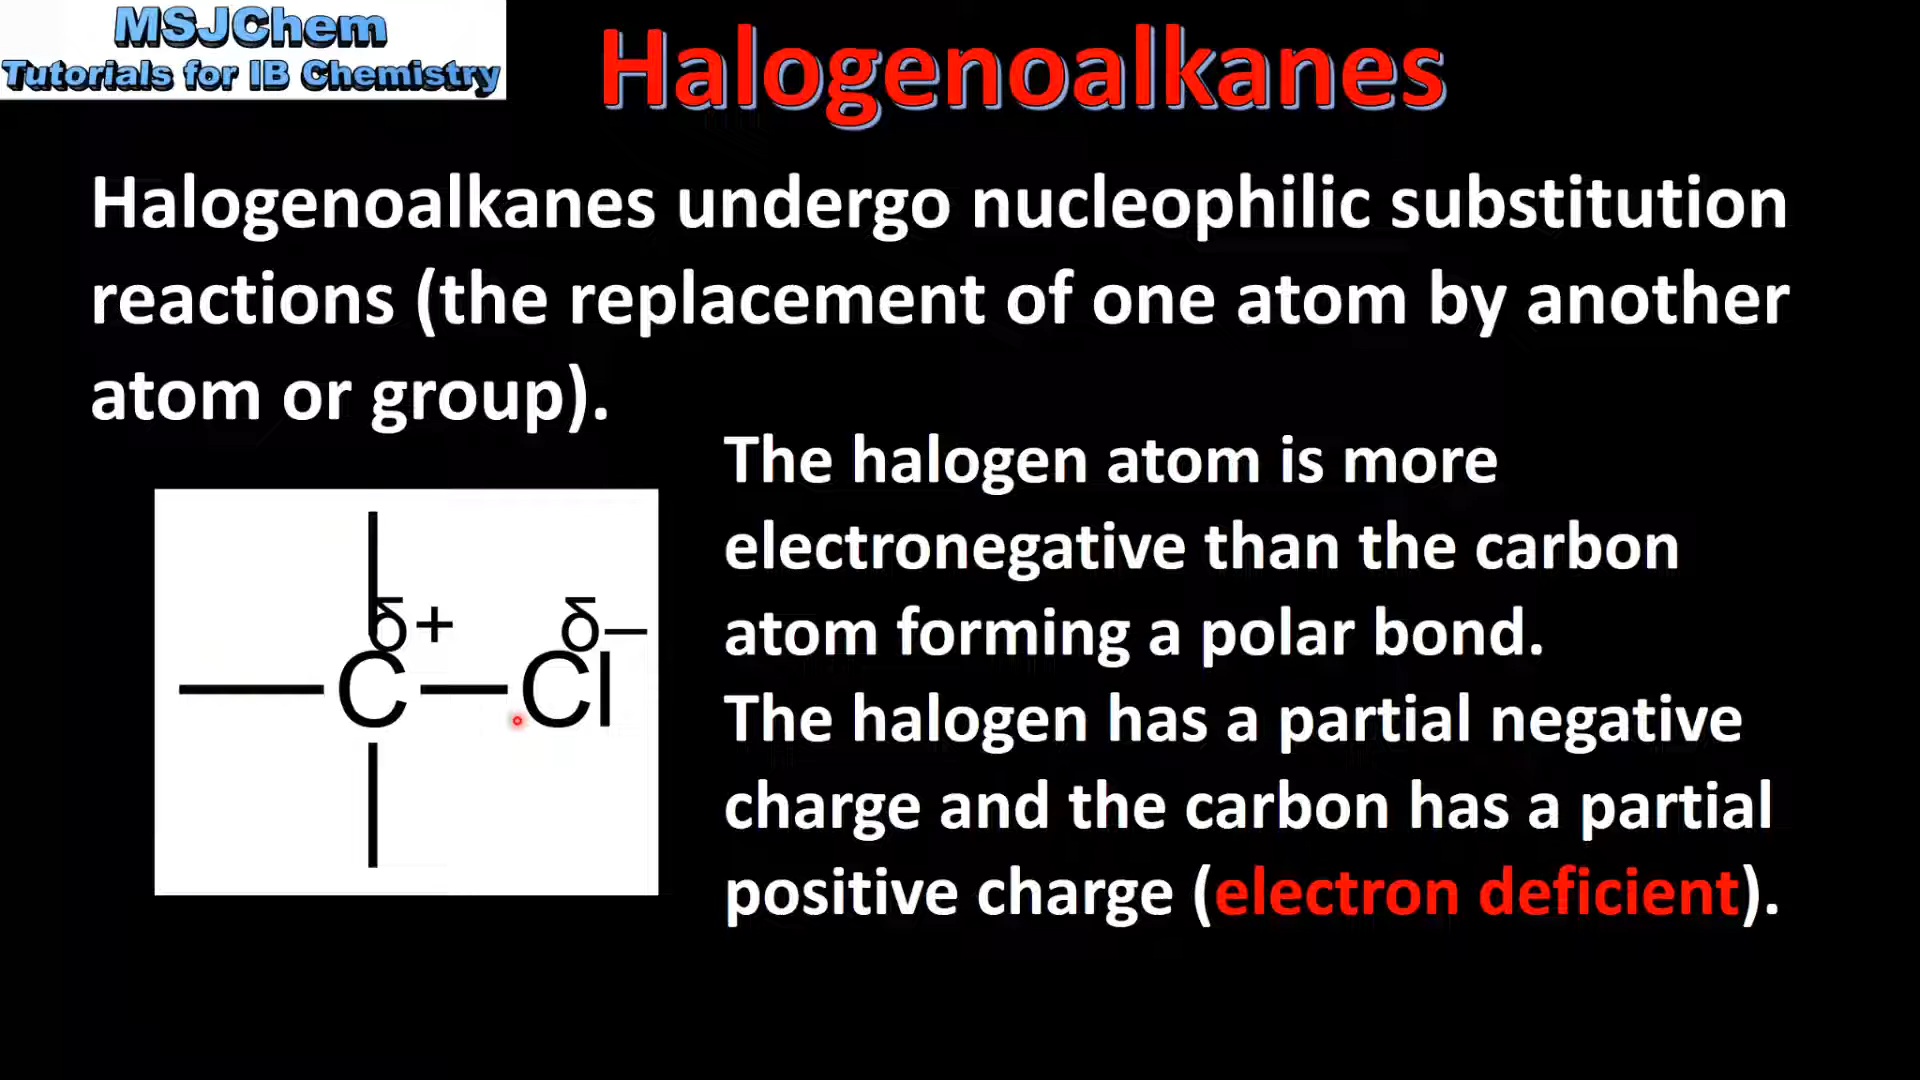 MSJChem
Tutorials for IB Chemistry
Halogenoalkanes
Halogenoalkanes undergo nucleophilic substitution
reactions (the replacement of one atom by another
atom or group).
The halogen atom is more
electronegative than the carbon
atom forming a polar bond.
The halogen has a partial negative
charge and the carbon has a partial
positive charge (electron deficient).
δ+ δ–
C Cl